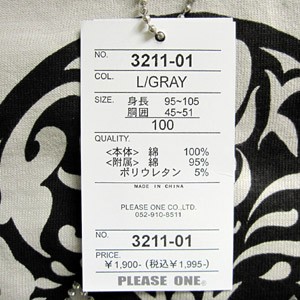 NO. 3211-01
COL. L/GRAY
SIZE. 身長 95~105
胸囲 45~51
100
QUALITY.
<本体> 綿 100%
<附属> 綿 95%
ポリウレタン 5%
MADE IN CHINA
PLEASE ONE CO.,LTD.
052-910-8511
NO. 3211-01
PRICE.
¥1,900-(税込¥1,995-)
PLEASE ONE®